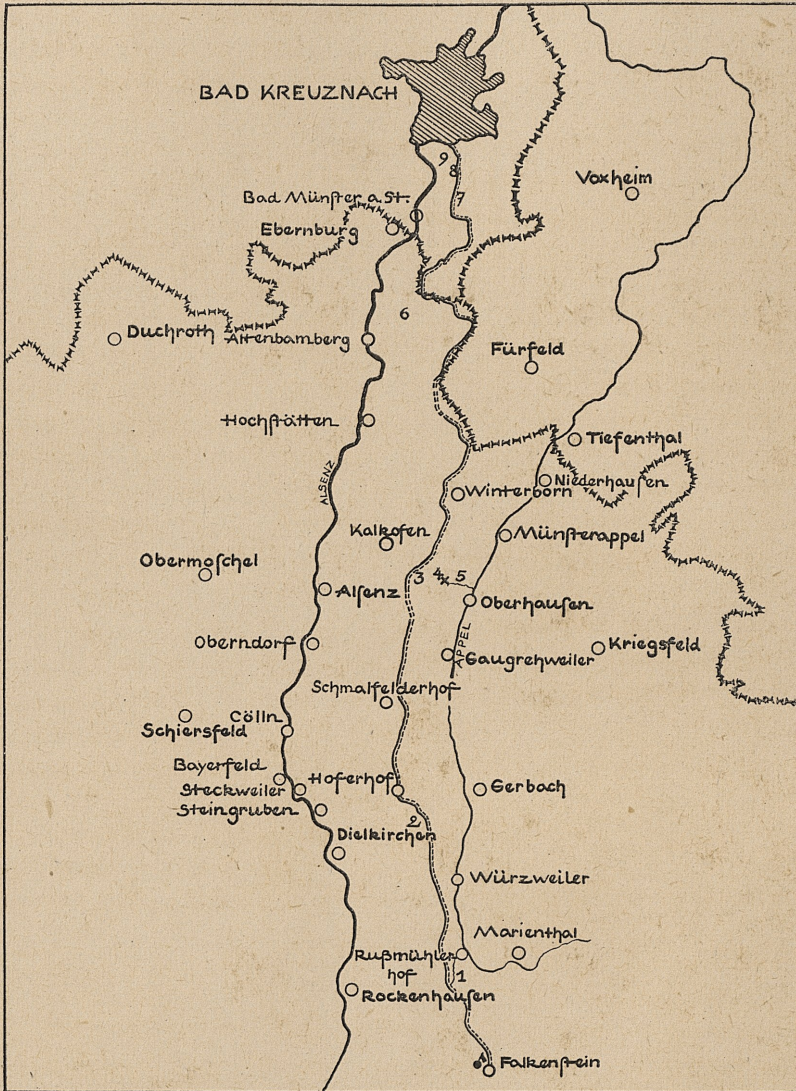 BAD KREUZNACH
9
8
7
Voxheim
Bad Münſter a. St.
Ebernburg
6
Duchroth
Altenbamberg
Fürfeld
Hochſtätten
Tiefenthal
ALSENZ
Niederhauſen
Winterborn
Kalkofen
Münſterappel
Obermoſchel
3
4
5
Alſenz
Oberhauſen
Oberndorf
APPEL
Gaugrehweiler
Kriegsfeld
Schmalfelderhof
Cölln
Schiersfeld
Bayerfeld
Steckweiler
Hoferhof
Gerbach
Steingruben
2
Dielkirchen
Würzweiler
Marienthal
Rußmühler
hof
1
Rockenhauſen
Falkenſtein